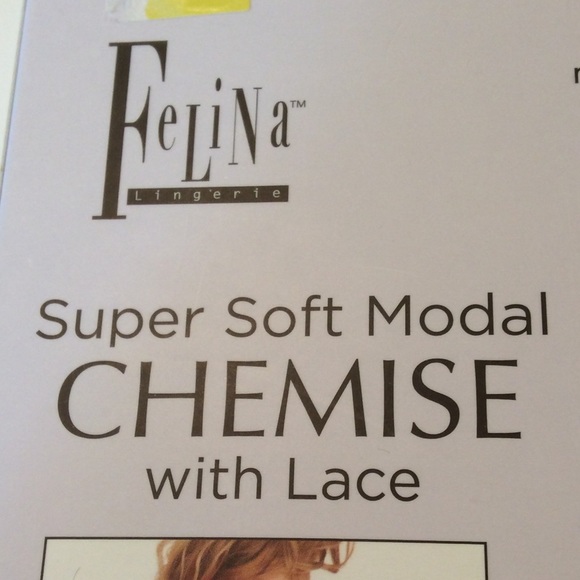 FeLiNa™
Lingerie
Super Soft Modal
CHEMISE
with Lace